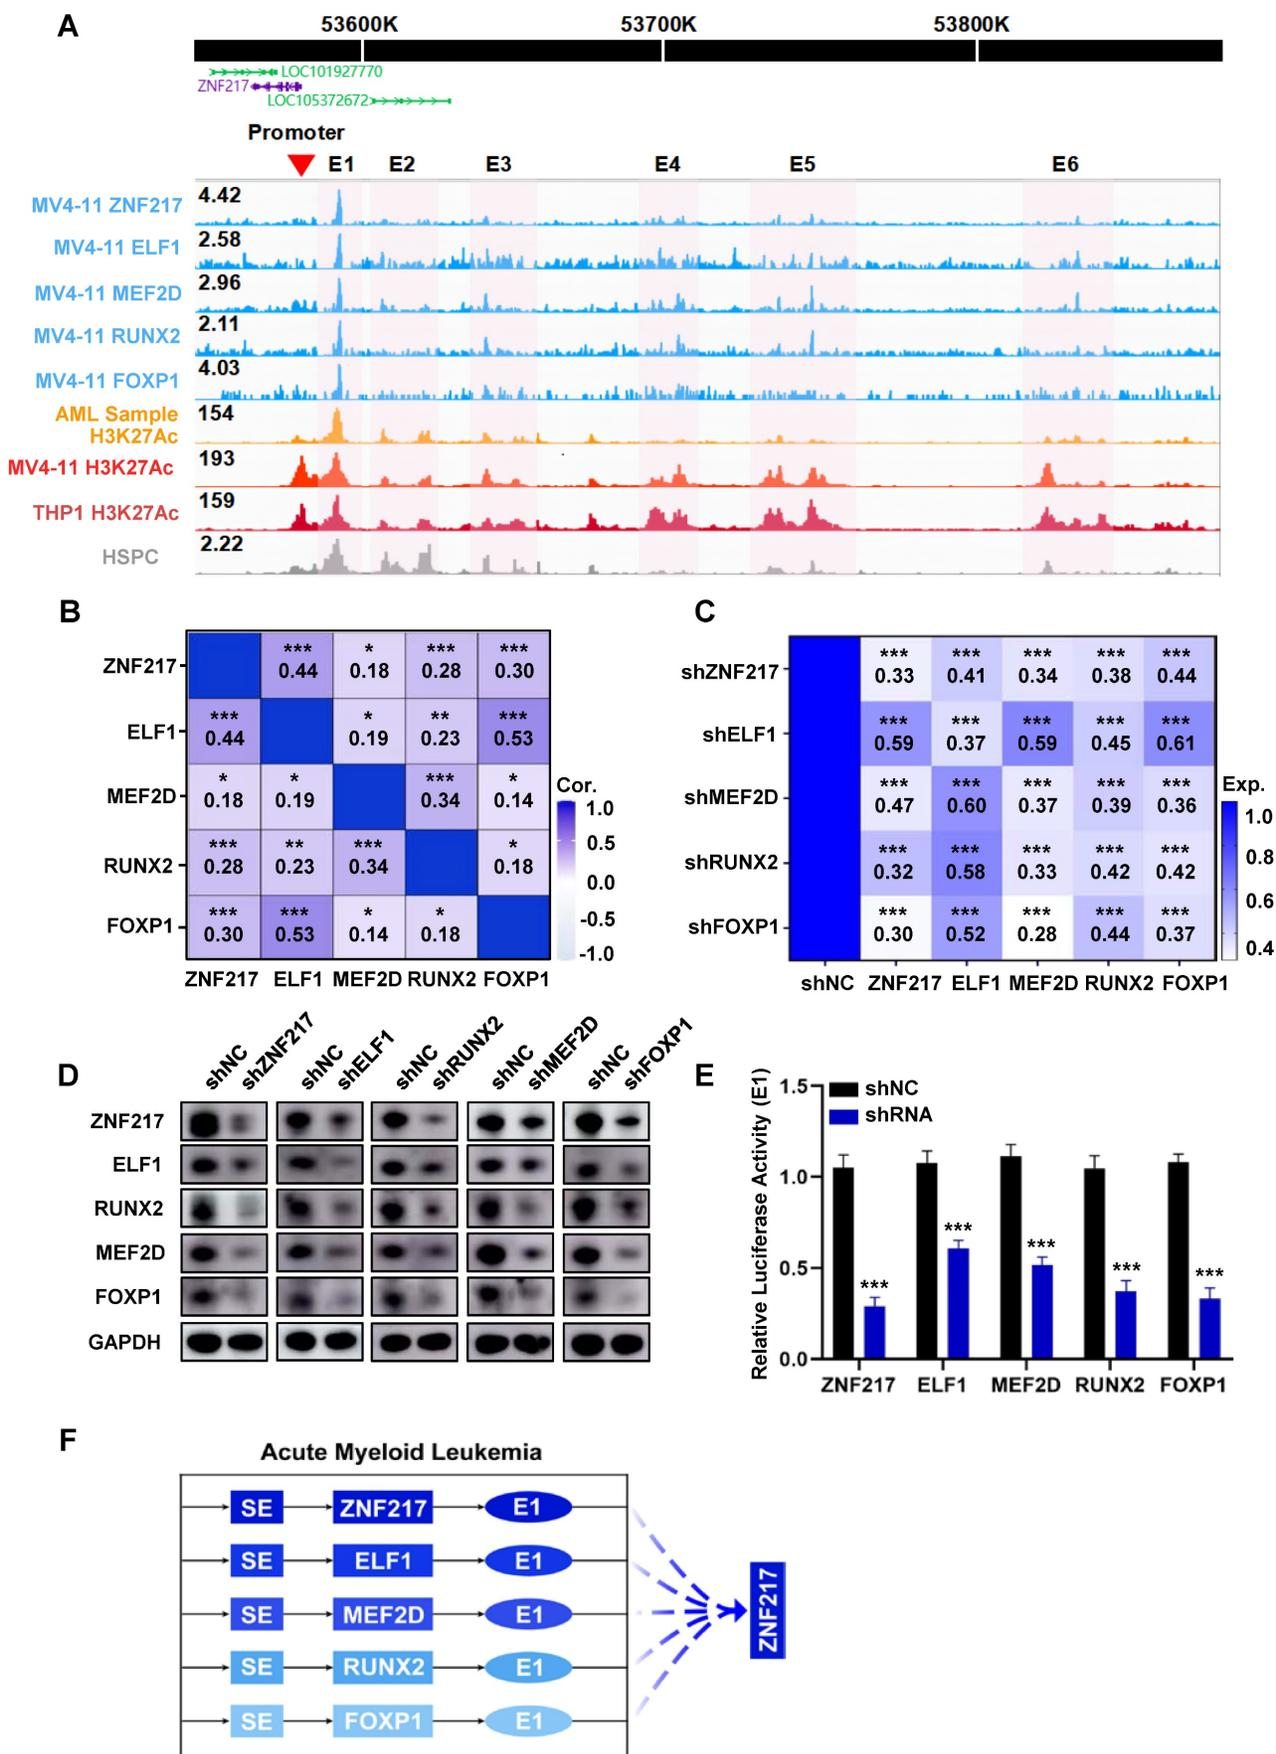 A
53600K 53700K 53800K
LOC101927770
ZNF217
LOC105372672
Promoter
E1 E2 E3 E4 E5 E6
MV4-11 ZNF217 4.42
MV4-11 ELF1 2.58
MV4-11 MEF2D 2.96
MV4-11 RUNX2 2.11
MV4-11 FOXP1 4.03
AML Sample
H3K27Ac 154
MV4-11 H3K27Ac 193
THP1 H3K27Ac 159
HSPC 2.22
B
*** * *** ***
ZNF217 0.44 0.18 0.28 0.30
*** * ** ***
ELF1 0.44 0.19 0.23 0.53
* * *** *
MEF2D 0.18 0.19 0.34 0.14
*** ** *** *
RUNX2 0.28 0.23 0.34 0.18
*** *** * *
FOXP1 0.30 0.53 0.14 0.18
ZNF217 ELF1 MEF2D RUNX2 FOXP1
Cor.
1.0
0.5
0.0
-0.5
-1.0
C
*** *** *** *** ***
shZNF217 0.33 0.41 0.34 0.38 0.44
*** *** *** *** ***
shELF1 0.59 0.37 0.59 0.45 0.61
*** *** *** *** ***
shMEF2D 0.47 0.60 0.37 0.39 0.36
*** *** *** *** ***
shRUNX2 0.32 0.58 0.33 0.42 0.42
*** *** *** *** ***
shFOXP1 0.30 0.52 0.28 0.44 0.37
shNC ZNF217 ELF1 MEF2D RUNX2 FOXP1
Exp.
1.0
0.8
0.6
0.4
D
shNC shZNF217 shNC shELF1 shNC shRUNX2 shNC shMEF2D shNC shFOXP1
ZNF217
ELF1
RUNX2
MEF2D
FOXP1
GAPDH
E
Relative Luciferase Activity (E1)
1.5
1.0
0.5
0.0
shNC
shRNA
*** *** *** *** ***
ZNF217 ELF1 MEF2D RUNX2 FOXP1
F
Acute Myeloid Leukemia
SE ZNF217 E1
SE ELF1 E1
SE MEF2D E1
SE RUNX2 E1
SE FOXP1 E1
ZNF217